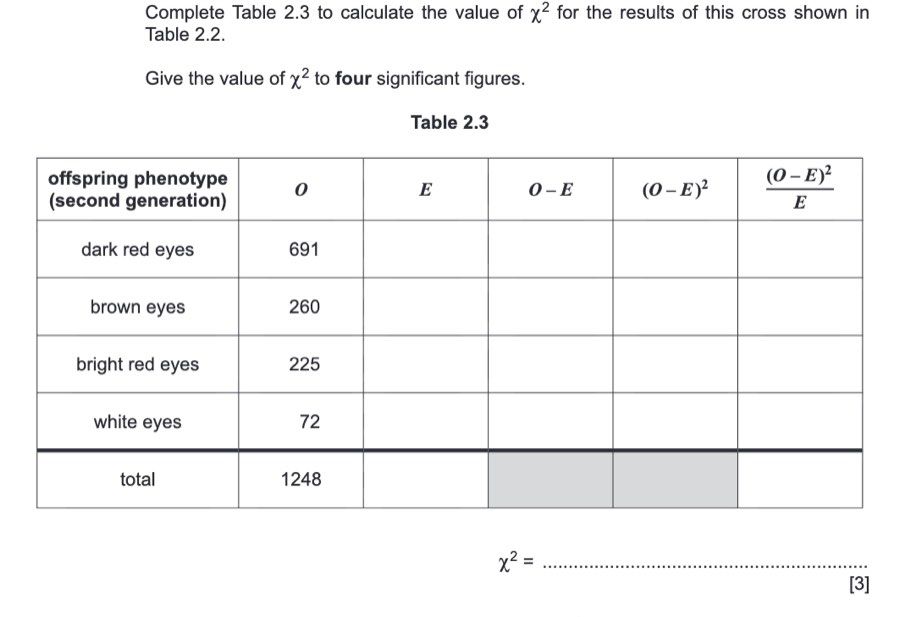 Complete Table 2.3 to calculate the value of χ² for the results of this cross shown in
Table 2.2.
Give the value of χ² to four significant figures.
Table 2.3
offspring phenotype (second generation) O E O – E (O – E)² (O – E)² / E
dark red eyes 691
brown eyes 260
bright red eyes 225
white eyes 72
total 1248
χ² = ................................................................
[3]